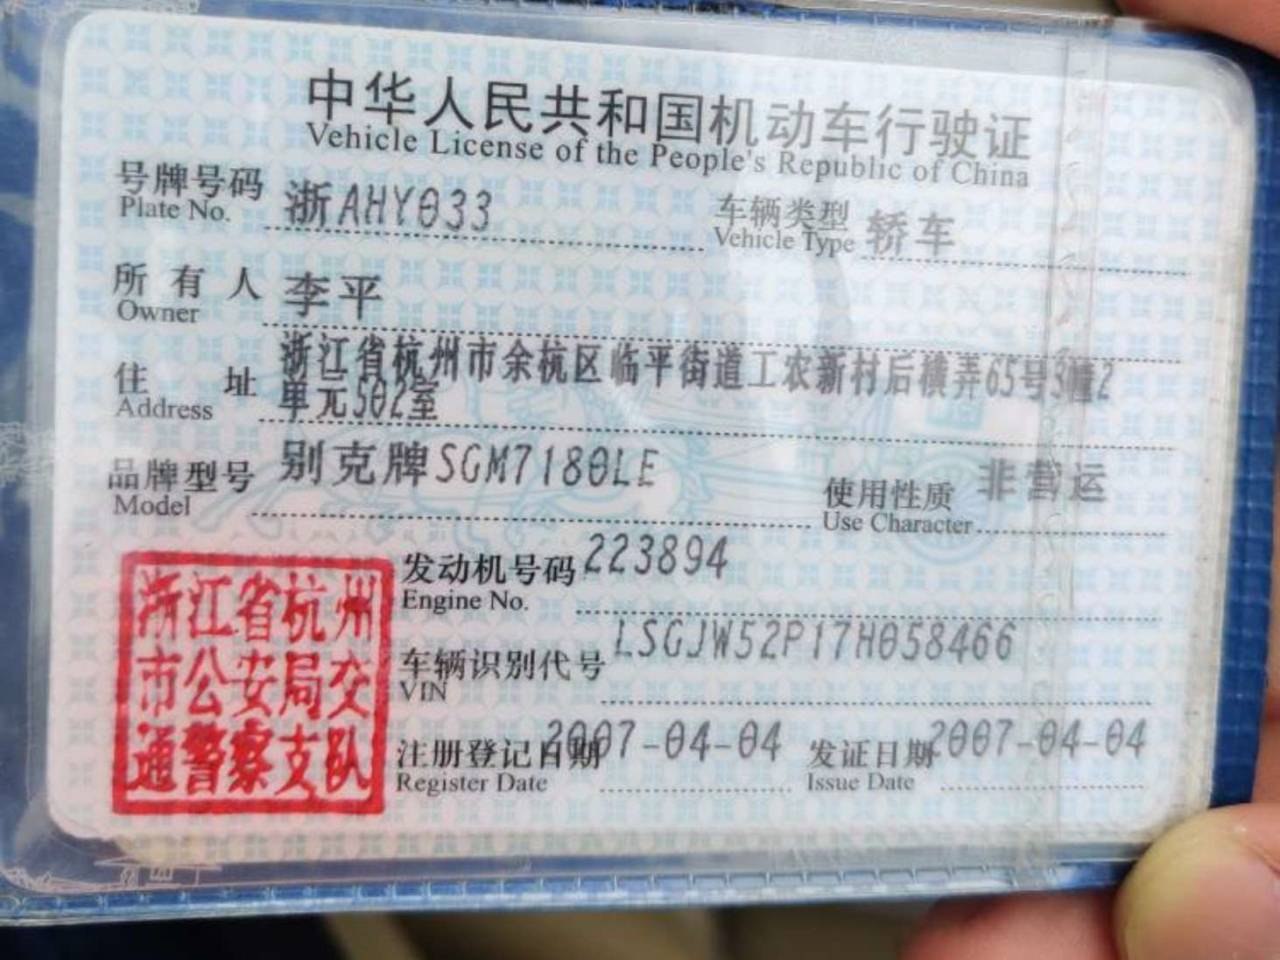 中华人民共和国机动车行驶证
Vehicle License of the People's Republic of China
号牌号码 浙AHY033 车辆类型 轿车
Plate No. Vehicle Type
所有人 李平
Owner
浙江省杭州市余杭区临平街道工农新村后横弄65号3幢2
住址 单元502室
Address
品牌型号 别克牌SGM7180LE 使用性质 非营运
Model Use Character
发动机号码 223894
Engine No.
车辆识别代号 LSGJW52P17H058466
VIN
注册登记日期 2007-04-04 发证日期 2007-04-04
Register Date Issue Date
浙江省杭州
市公安局交
通警察支队